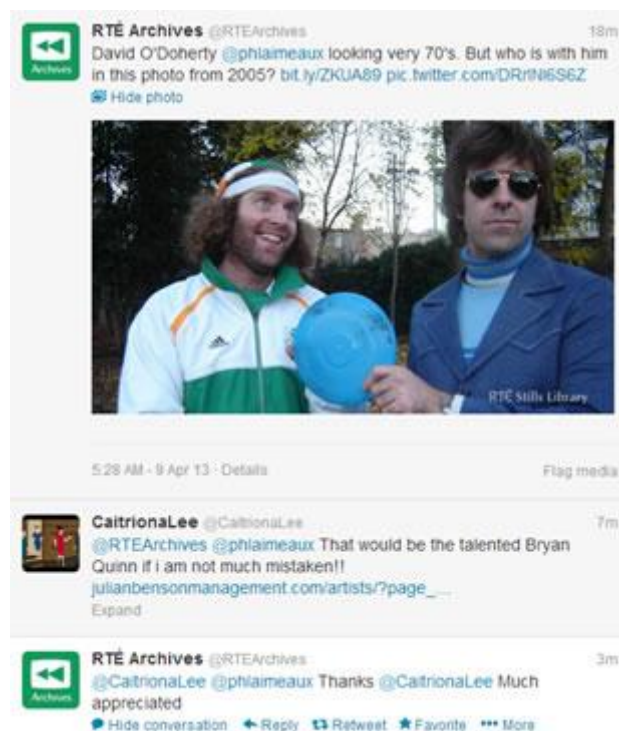 RTÉ Archives @RTEArchives 18m
David O'Doherty @phlaimeaux looking very 70's. But who is with him
in this photo from 2005? bit.ly/ZKUA89 pic.twitter.com/DRrlNl6S6Z
Hide photo
RTÉ Stills Library
5:28 AM - 9 Apr 13 · Details Flag media
CaitrionaLee @CaitrionaLee 7m
@RTEArchives @phlaimeaux That would be the talented Bryan
Quinn if i am not much mistaken!!
julianbensonmanagement.com/artists/?page_...
Expand
RTÉ Archives @RTEArchives 3m
@CaitrionaLee @phlaimeaux Thanks @CaitrionaLee Much
appreciated
Hide conversation Reply Retweet Favorite More
Archives
Archives